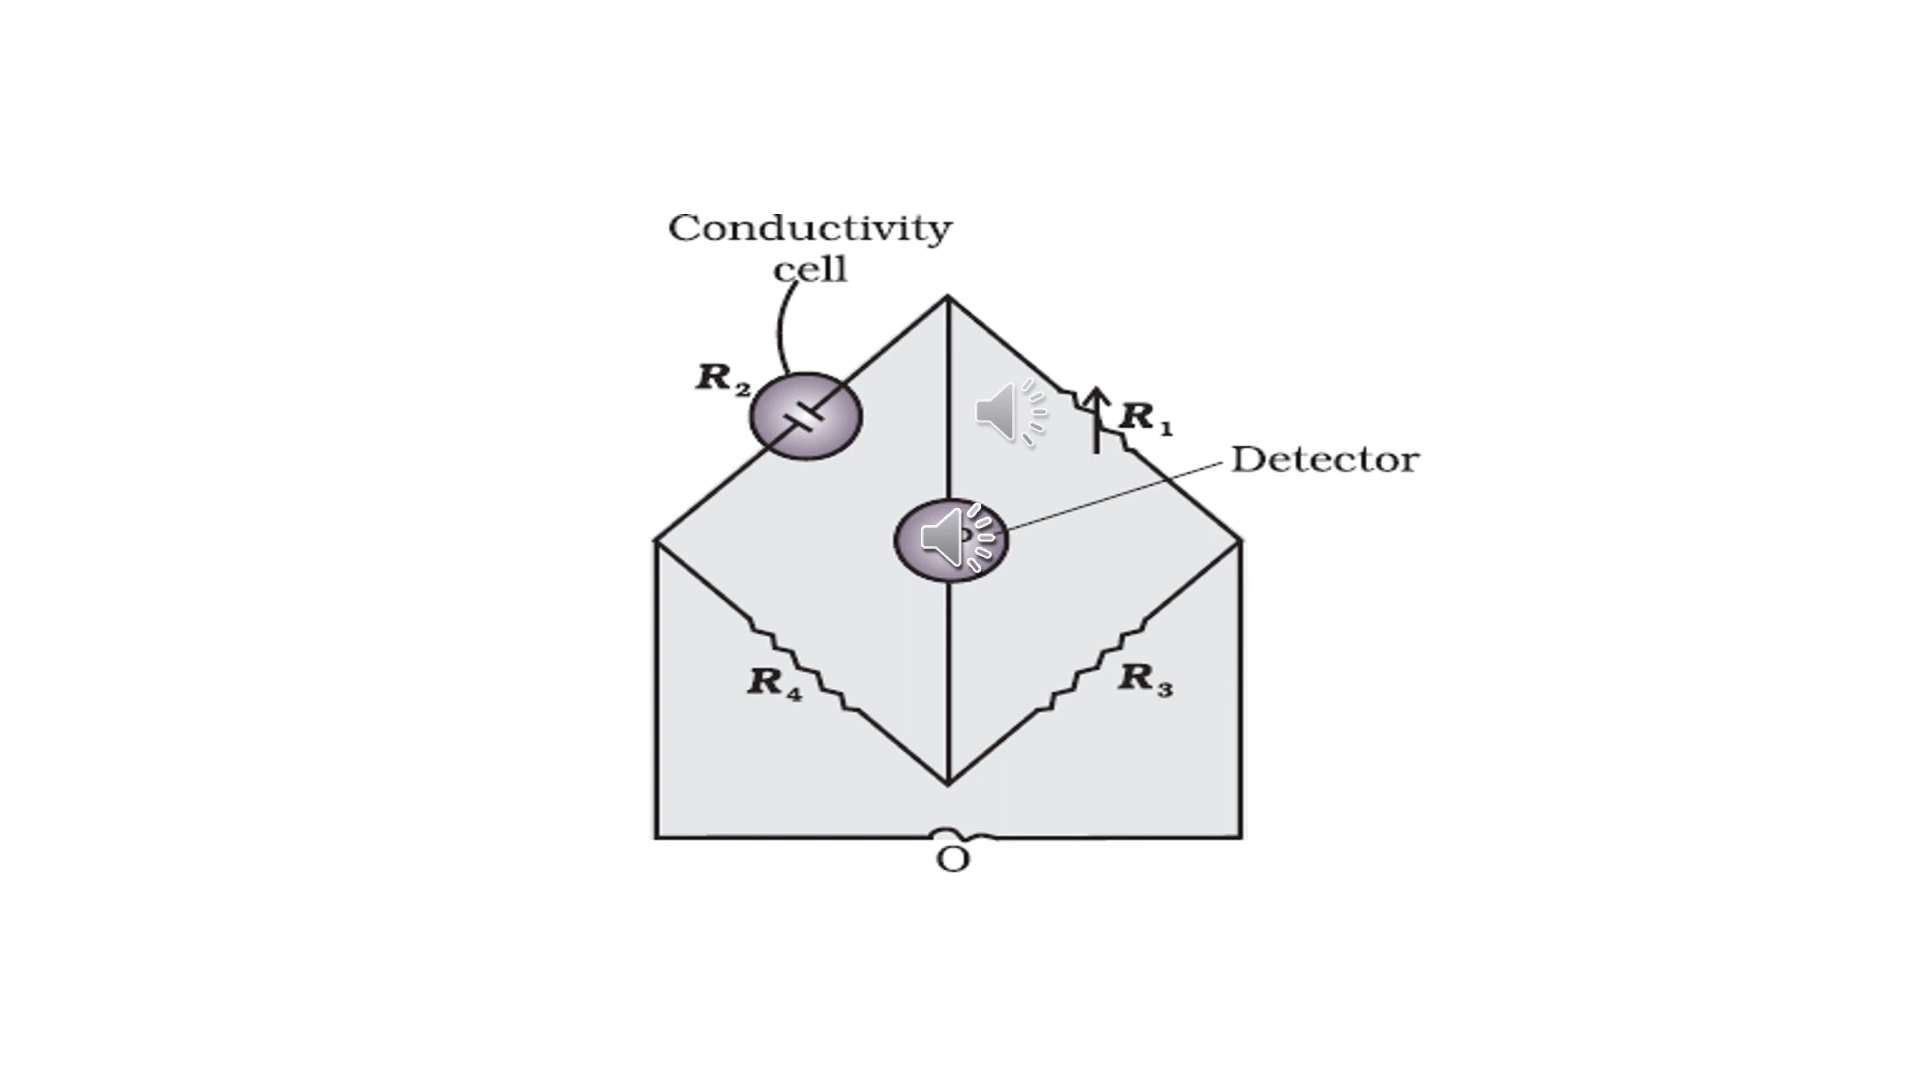 Conductivity
cell
R₂
R₁
Detector
R₄
R₃
O